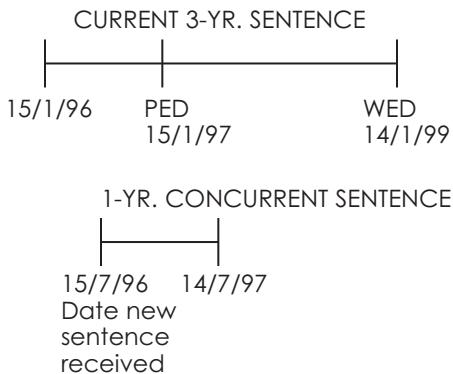 CURRENT 3-YR. SENTENCE
15/1/96 PED WED
15/1/97 14/1/99
1-YR. CONCURRENT SENTENCE
15/7/96 14/7/97
Date new
sentence
received